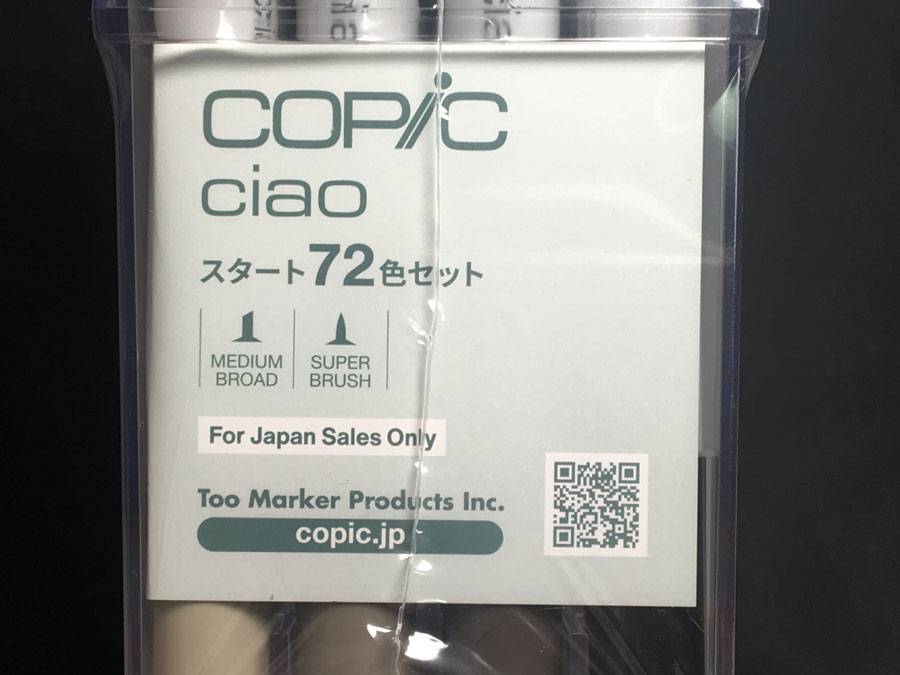 COPIC
ciao
スタート72色セット
MEDIUM BROAD
SUPER BRUSH
For Japan Sales Only
Too Marker Products Inc.
copic.jp